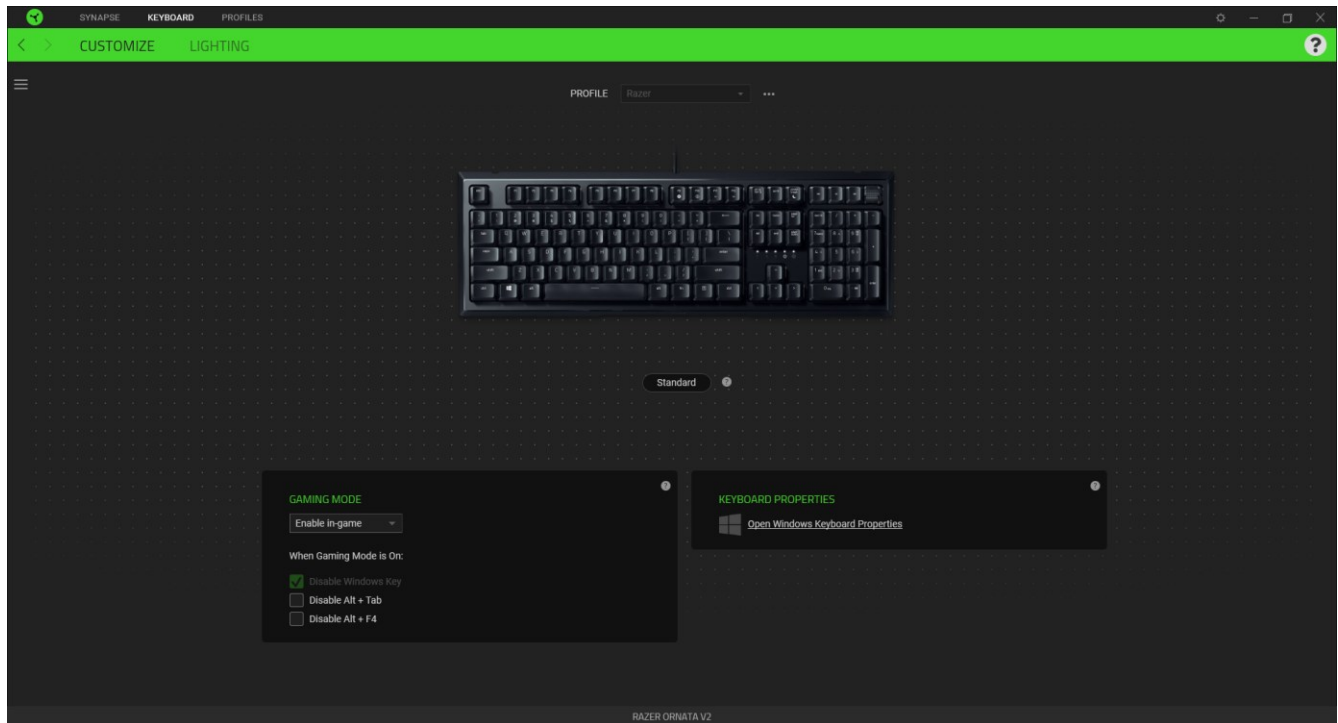 SYNAPSE KEYBOARD PROFILES
CUSTOMIZE LIGHTING
PROFILE Razer
Standard
GAMING MODE
Enable in-game
When Gaming Mode is On:
Disable Windows Key
Disable Alt + Tab
Disable Alt + F4
KEYBOARD PROPERTIES
Open Windows Keyboard Properties
RAZER ORNATA V2